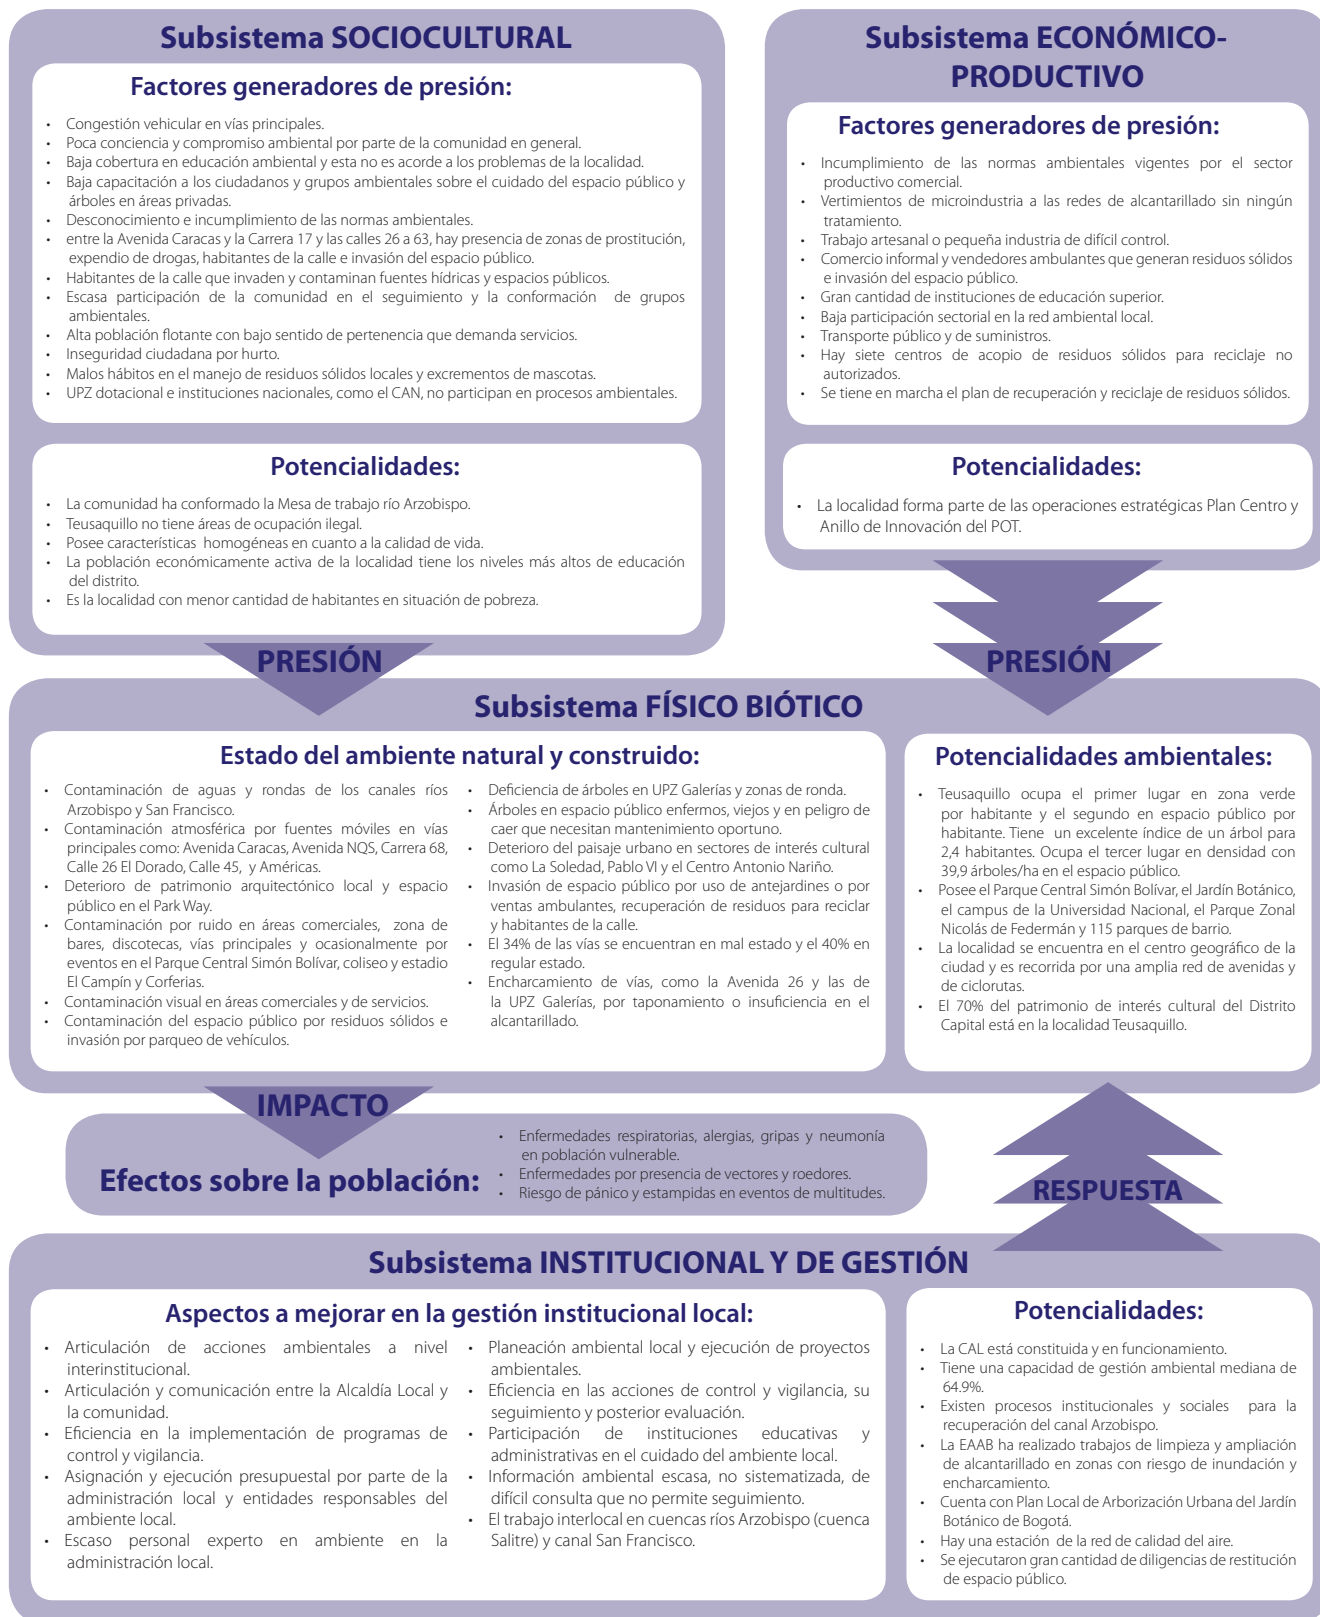 Subsistema SOCIOCULTURAL
Factores generadores de presión:
• Congestión vehicular en vías principales.
• Poca conciencia y compromiso ambiental por parte de la comunidad en general.
• Baja cobertura en educación ambiental y esta no es acorde a los problemas de la localidad.
• Baja capacitación a los ciudadanos y grupos ambientales sobre el cuidado del espacio público y
árboles en áreas privadas.
• Desconocimiento e incumplimiento de las normas ambientales.
• entre la Avenida Caracas y la Carrera 17 y las calles 26 a 63, hay presencia de zonas de prostitución,
expendio de drogas, habitantes de la calle e invasión del espacio público.
• Habitantes de la calle que invaden y contaminan fuentes hídricas y espacios públicos.
• Escasa participación de la comunidad en el seguimiento y la conformación de grupos
ambientales.
• Alta población flotante con bajo sentido de pertenencia que demanda servicios.
• Inseguridad ciudadana por hurto.
• Malos hábitos en el manejo de residuos sólidos locales y excrementos de mascotas.
• UPZ dotacional e instituciones nacionales, como el CAN, no participan en procesos ambientales.
Potencialidades:
• La comunidad ha conformado la Mesa de trabajo río Arzobispo.
• Teusaquillo no tiene áreas de ocupación ilegal.
• Posee características homogéneas en cuanto a la calidad de vida.
• La población económicamente activa de la localidad tiene los niveles más altos de educación
del distrito.
• Es la localidad con menor cantidad de habitantes en situación de pobreza.
PRESIÓN
Subsistema ECONÓMICO-
PRODUCTIVO
Factores generadores de presión:
• Incumplimiento de las normas ambientales vigentes por el sector
productivo comercial.
• Vertimientos de microindustria a las redes de alcantarillado sin ningún
tratamiento.
• Trabajo artesanal o pequeña industria de difícil control.
• Comercio informal y vendedores ambulantes que generan residuos sólidos
e invasión del espacio público.
• Gran cantidad de instituciones de educación superior.
• Baja participación sectorial en la red ambiental local.
• Transporte público y de suministros.
• Hay siete centros de acopio de residuos sólidos para reciclaje no
autorizados.
• Se tiene en marcha el plan de recuperación y reciclaje de residuos sólidos.
Potencialidades:
• La localidad forma parte de las operaciones estratégicas Plan Centro y
Anillo de Innovación del POT.
PRESIÓN
Subsistema FÍSICO BIÓTICO
Estado del ambiente natural y construido:
• Contaminación de aguas y rondas de los canales ríos
Arzobispo y San Francisco.
• Contaminación atmosférica por fuentes móviles en vías
principales como: Avenida Caracas, Avenida NQS, Carrera 68,
Calle 26 El Dorado, Calle 45, y Américas.
• Deterioro de patrimonio arquitectónico local y espacio
público en el Park Way.
• Contaminación por ruido en áreas comerciales, zona de
bares, discotecas, vías principales y ocasionalmente por
eventos en el Parque Central Simón Bolívar, coliseo y estadio
El Campín y Corferias.
• Contaminación visual en áreas comerciales y de servicios.
• Contaminación del espacio público por residuos sólidos e
invasión por parqueo de vehículos.
• Deficiencia de árboles en UPZ Galerías y zonas de ronda.
• Árboles en espacio público enfermos, viejos y en peligro de
caer que necesitan mantenimiento oportuno.
• Deterioro del paisaje urbano en sectores de interés cultural
como La Soledad, Pablo VI y el Centro Antonio Nariño.
• Invasión de espacio público por uso de antejardines o por
ventas ambulantes, recuperación de residuos para reciclar
y habitantes de la calle.
• El 34% de las vías se encuentran en mal estado y el 40% en
regular estado.
• Encharcamiento de vías, como la Avenida 26 y las de
la UPZ Galerías, por taponamiento o insuficiencia en el
alcantarillado.
Potencialidades ambientales:
• Teusaquillo ocupa el primer lugar en zona verde
por habitante y el segundo en espacio público por
habitante. Tiene un excelente índice de un árbol para
2,4 habitantes. Ocupa el tercer lugar en densidad con
39,9 árboles/ha en el espacio público.
• Posee el Parque Central Simón Bolívar, el Jardín Botánico,
el campus de la Universidad Nacional, el Parque Zonal
Nicolás de Federmán y 115 parques de barrio.
• La localidad se encuentra en el centro geográfico de la
ciudad y es recorrida por una amplia red de avenidas y
de ciclorutas.
• El 70% del patrimonio de interés cultural del Distrito
Capital está en la localidad Teusaquillo.
IMPACTO
Efectos sobre la población:
• Enfermedades respiratorias, alergias, gripas y neumonía
en población vulnerable.
• Enfermedades por presencia de vectores y roedores.
• Riesgo de pánico y estampidas en eventos de multitudes.
RESPUESTA
Subsistema INSTITUCIONAL Y DE GESTIÓN
Aspectos a mejorar en la gestión institucional local:
• Articulación de acciones ambientales a nivel
interinstitucional.
• Articulación y comunicación entre la Alcaldía Local y
la comunidad.
• Eficiencia en la implementación de programas de
control y vigilancia.
• Asignación y ejecución presupuestal por parte de la
administración local y entidades responsables del
ambiente local.
• Escaso personal experto en ambiente en la
administración local.
• Planeación ambiental local y ejecución de proyectos
ambientales.
• Eficiencia en las acciones de control y vigilancia, su
seguimiento y posterior evaluación.
• Participación de instituciones educativas y
administrativas en el cuidado del ambiente local.
• Información ambiental escasa, no sistematizada, de
difícil consulta que no permite seguimiento.
• El trabajo interlocal en cuencas ríos Arzobispo (cuenca
Salitre) y canal San Francisco.
Potencialidades:
• La CAL está constituida y en funcionamiento.
• Tiene una capacidad de gestión ambiental mediana de
64.9%.
• Existen procesos institucionales y sociales para la
recuperación del canal Arzobispo.
• La EAAB ha realizado trabajos de limpieza y ampliación
de alcantarillado en zonas con riesgo de inundación y
encharcamiento.
• Cuenta con Plan Local de Arborización Urbana del Jardín
Botánico de Bogotá.
• Hay una estación de la red de calidad del aire.
• Se ejecutaron gran cantidad de diligencias de restitución
de espacio público.